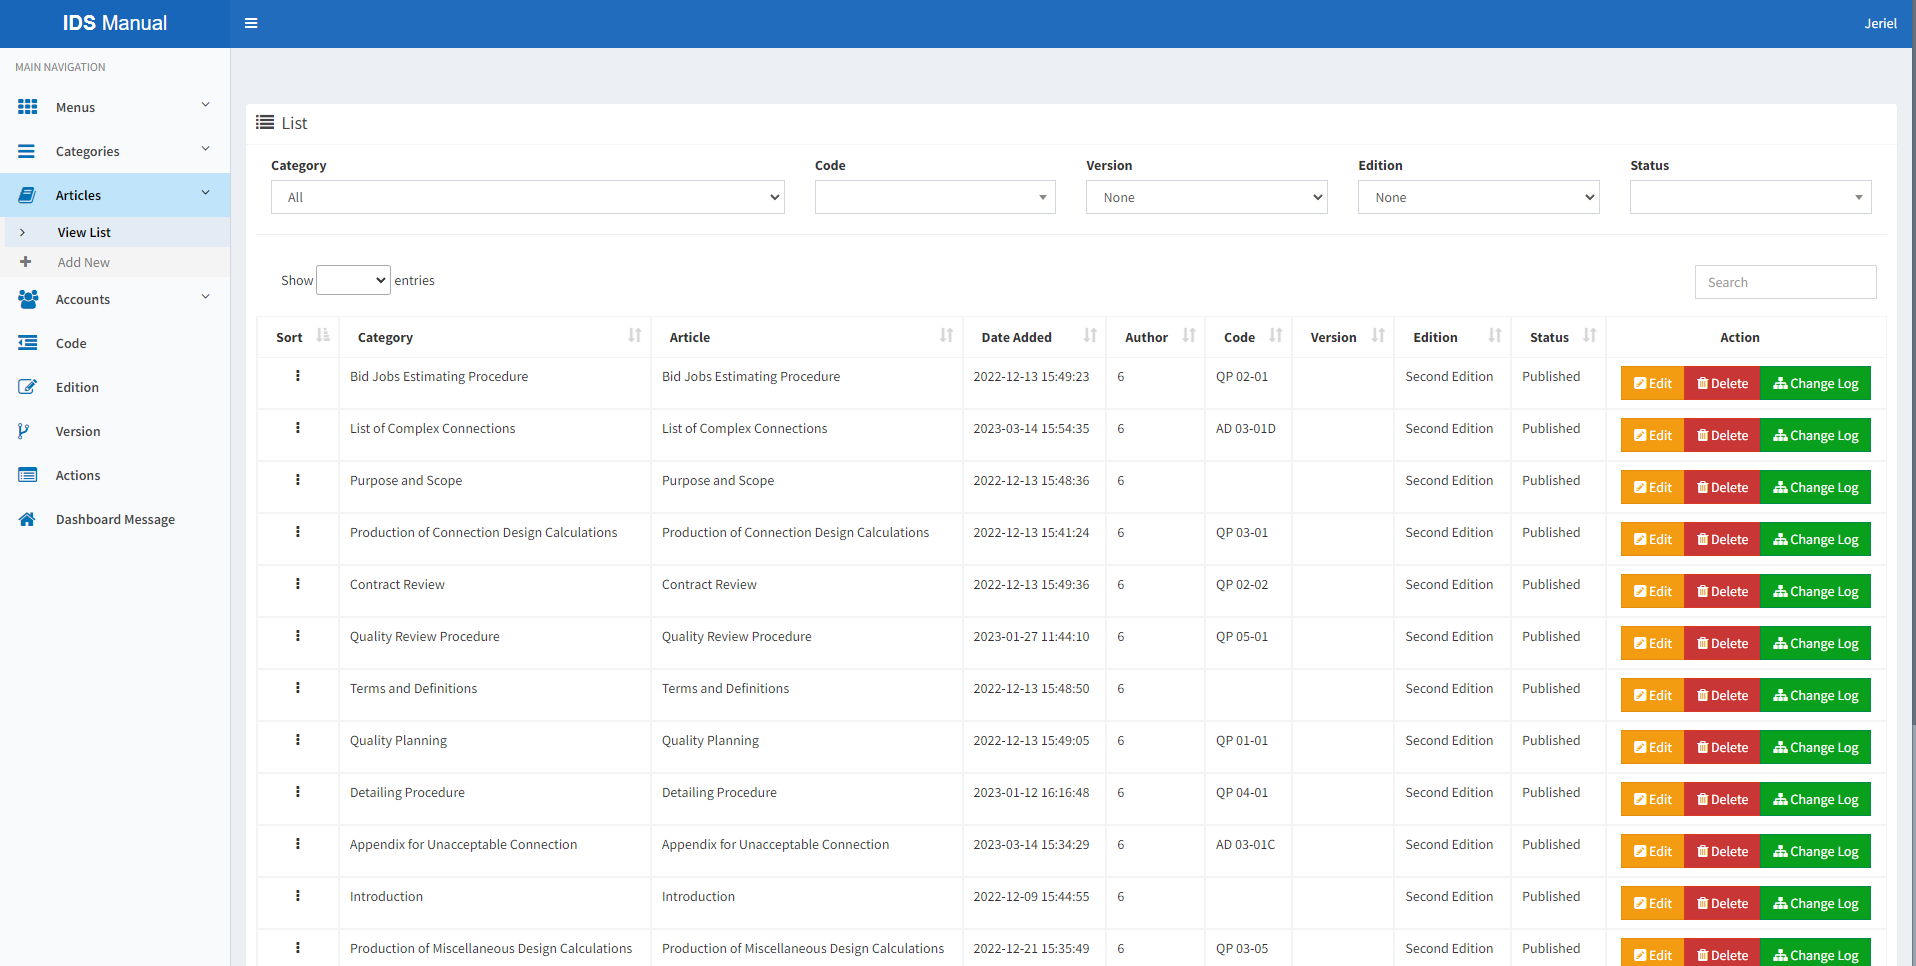 IDS Manual
Jeriel
MAIN NAVIGATION
Menus
Categories
Articles
View List
Add New
Accounts
Code
Edition
Version
Actions
Dashboard Message
List
Category Code Version Edition Status
All None None
Show entries
Search
Sort Category Article Date Added Author Code Version Edition Status Action
Bid Jobs Estimating Procedure Bid Jobs Estimating Procedure 2022-12-13 15:49:23 6 QP 02-01 Second Edition Published Edit Delete Change Log
List of Complex Connections List of Complex Connections 2023-03-14 15:54:35 6 AD 03-01D Second Edition Published Edit Delete Change Log
Purpose and Scope Purpose and Scope 2022-12-13 15:48:36 6 Second Edition Published Edit Delete Change Log
Production of Connection Design Calculations Production of Connection Design Calculations 2022-12-13 15:41:24 6 QP 03-01 Second Edition Published Edit Delete Change Log
Contract Review Contract Review 2022-12-13 15:49:36 6 QP 02-02 Second Edition Published Edit Delete Change Log
Quality Review Procedure Quality Review Procedure 2023-01-27 11:44:10 6 QP 05-01 Second Edition Published Edit Delete Change Log
Terms and Definitions Terms and Definitions 2022-12-13 15:48:50 6 Second Edition Published Edit Delete Change Log
Quality Planning Quality Planning 2022-12-13 15:49:05 6 QP 01-01 Second Edition Published Edit Delete Change Log
Detailing Procedure Detailing Procedure 2023-01-12 16:16:48 6 QP 04-01 Second Edition Published Edit Delete Change Log
Appendix for Unacceptable Connection Appendix for Unacceptable Connection 2023-03-14 15:34:29 6 AD 03-01C Second Edition Published Edit Delete Change Log
Introduction Introduction 2022-12-09 15:44:55 6 Second Edition Published Edit Delete Change Log
Production of Miscellaneous Design Calculations Production of Miscellaneous Design Calculations 2022-12-21 15:35:49 6 QP 03-05 Second Edition Published Edit Delete Change Log